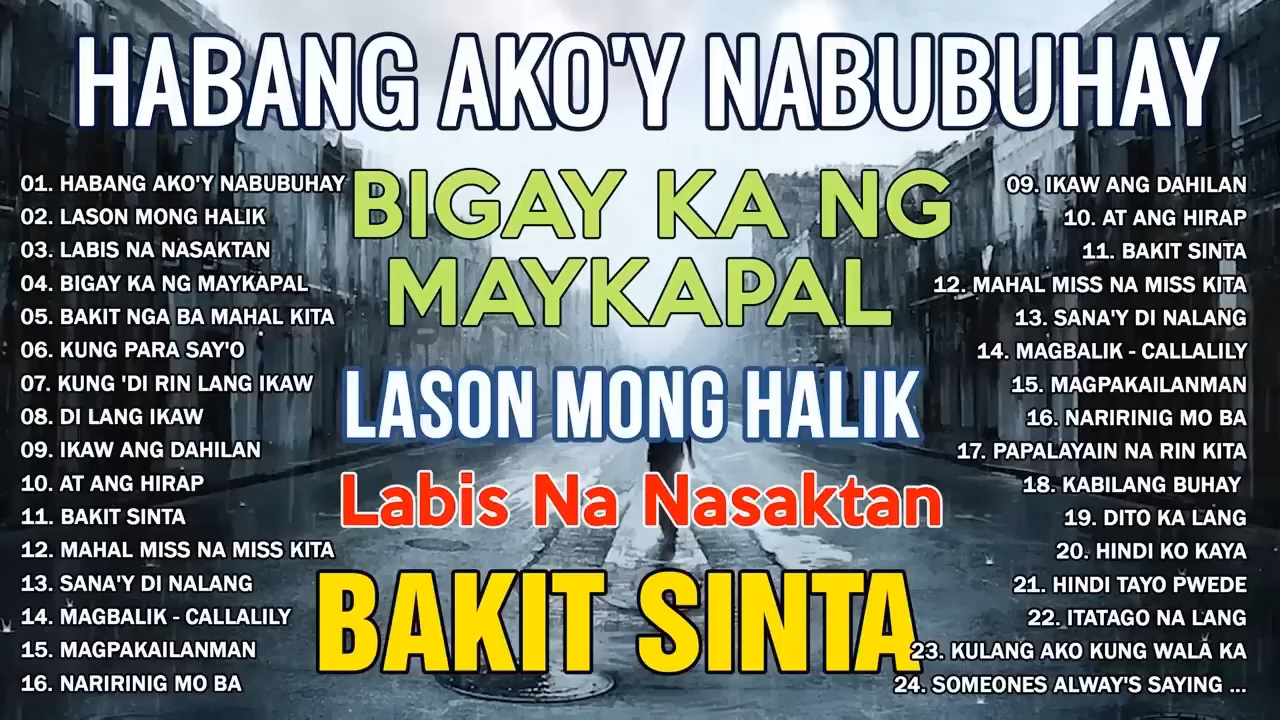 HABANG AKO'Y NABUBUHAY
01. HABANG AKO'Y NABUBUHAY
02. LASON MONG HALIK
03. LABIS NA NASAKTAN
04. BIGAY KA NG MAYKAPAL
05. BAKIT NGA BA MAHAL KITA
06. KUNG PARA SAY'O
07. KUNG 'DI RIN LANG IKAW
08. DI LANG IKAW
09. IKAW ANG DAHILAN
10. AT ANG HIRAP
11. BAKIT SINTA
12. MAHAL MISS NA MISS KITA
13. SANA'Y DI NALANG
14. MAGBALIK - CALLALILY
15. MAGPAKAILANMAN
16. NARIRINIG MO BA
BIGAY KA NG
MAYKAPAL
LASON MONG HALIK
Labis Na Nasaktan
BAKIT SINTA
09. IKAW ANG DAHILAN
10. AT ANG HIRAP
11. BAKIT SINTA
12. MAHAL MISS NA MISS KITA
13. SANA'Y DI NALANG
14. MAGBALIK - CALLALILY
15. MAGPAKAILANMAN
16. NARIRINIG MO BA
17. PAPALAYAIN NA RIN KITA
18. KABILANG BUHAY
19. DITO KA LANG
20. HINDI KO KAYA
21. HINDI TAYO PWEDE
22. ITATAGO NA LANG
23. KULANG AKO KUNG WALA KA
24. SOMEONES ALWAY'S SAYING ...